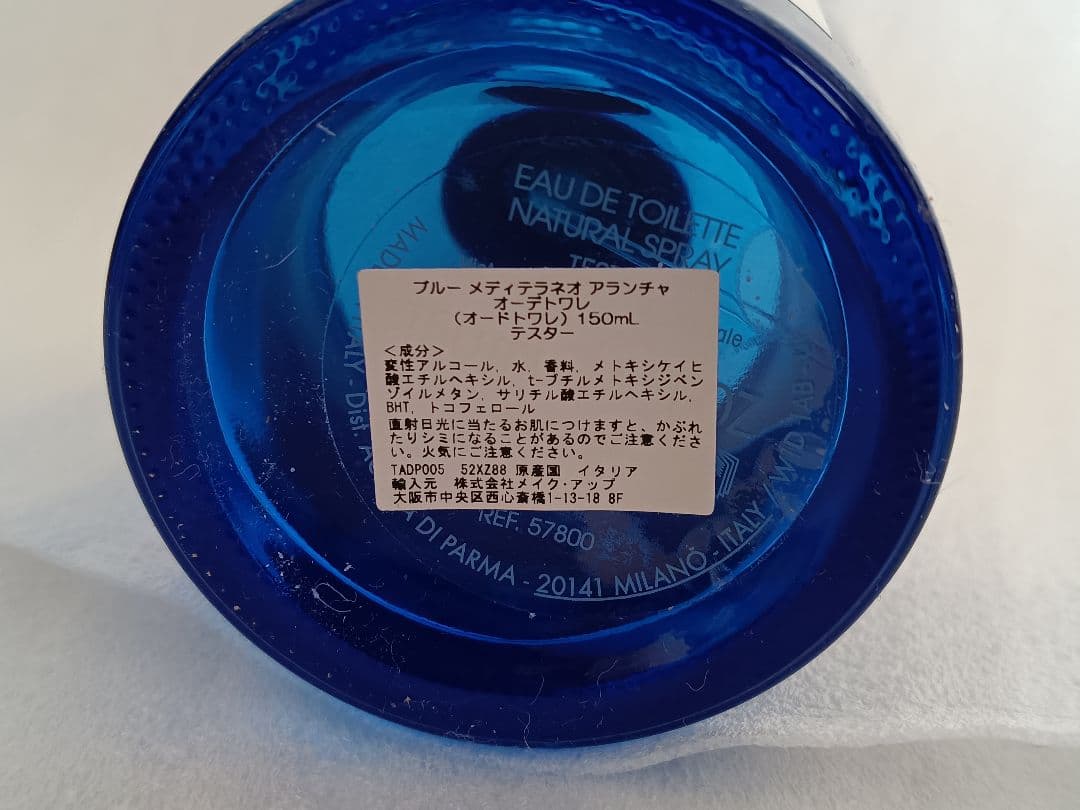 EAU DE TOILETTE
NATURAL SPRAY
ブルー メディテラネオ アランチャ
オーデトワレ
(オードトワレ) 150mL
テスター
<成分>
変性アルコール, 水, 香料, メトキシケイヒ
酸エチルヘキシル, t-ブチルメトキシジベン
ゾイルメタン, サリチル酸エチルヘキシル,
BHT, トコフェロール
直射日光に当たるお肌につけますと、かぶれ
たりシミになることがあるのでご注意くださ
い。火気にご注意ください。
TADP005 52XZ88 原産国 イタリア
輸入元 株式会社メイク・アップ
大阪市中央区西心斎橋1-13-18 8F
REF. 57800
DI PARMA - 20141 MILANO - ITALY